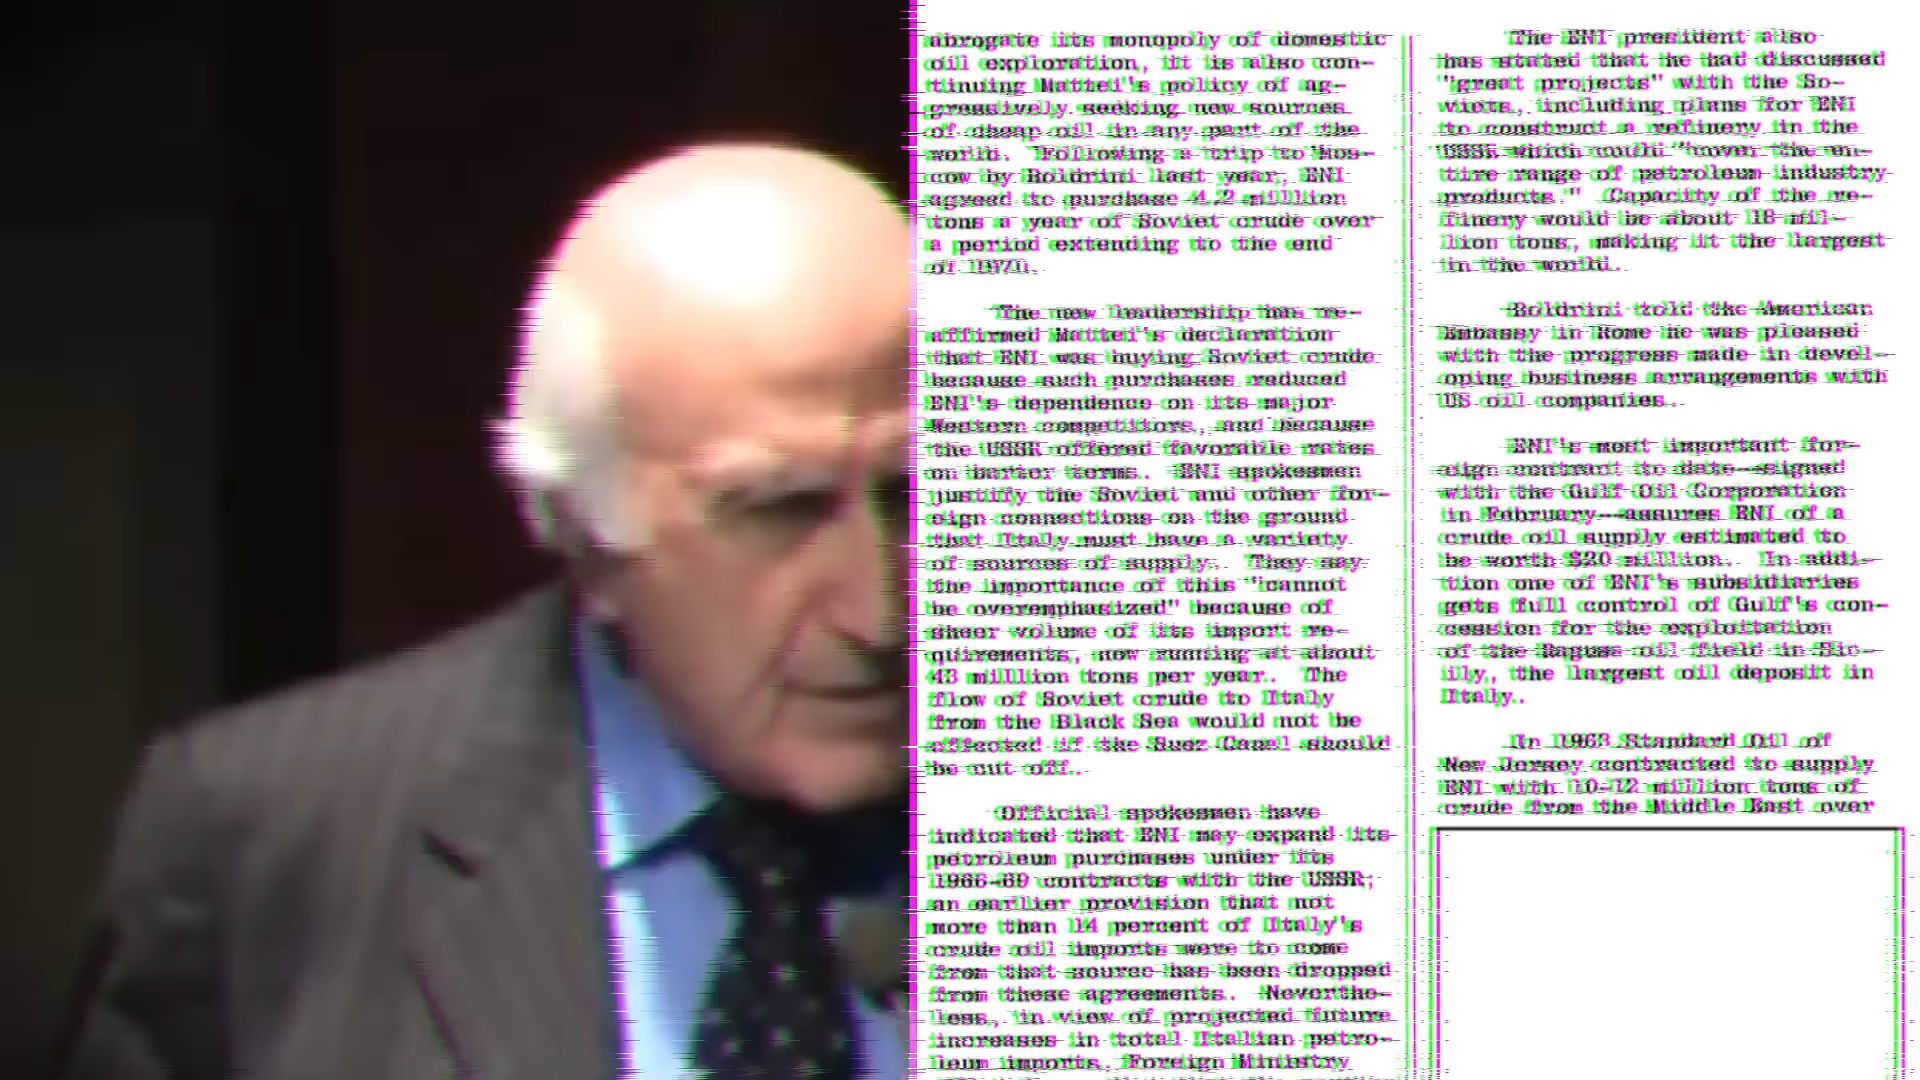 abrogate its monopoly of domestic
oil exploration, it is also con-
tinuing Mattei's policy of ag-
gressively seeking new sources
of cheap oil in any part of the
world. Following a trip to Mos-
cow by Boldrini last year, ENI
agreed to purchase 4.2 million
tons a year of Soviet crude over
a period extending to the end
of 1970.
The new leadership has re-
affirmed Mattei's declaration
that ENI was buying Soviet crude
because such purchases reduced
ENI's dependence on its major
Western competitors, and because
the USSR offered favorable rates
on barter terms. ENI spokesmen
justify the Soviet and other for-
eign connections on the ground
that Italy must have a variety
of sources of supply. They say
the importance of this "cannot
be overemphasized" because of
sheer volume of its import re-
quirements, now running at about
43 million tons per year. The
flow of Soviet crude to Italy
from the Black Sea would not be
affected if the Suez Canal should
be cut off.
Official spokesmen have
indicated that ENI may expand its
petroleum purchases under its
1966-69 contracts with the USSR;
an earlier provision that not
more than 14 percent of Italy's
crude oil imports were to come
from that source has been dropped
from these agreements. Neverthe-
less, in view of projected future
increases in total Italian petro-
leum imports, Foreign Ministry
The ENI president also
has stated that he had discussed
"great projects" with the So-
viets, including plans for ENI
to construct a refinery in the
USSR which could "cover the en-
tire range of petroleum industry
products." Capacity of the re-
finery would be about 18 mil-
lion tons, making it the largest
in the world.
Boldrini told the American
Embassy in Rome he was pleased
with the progress made in devel-
oping business arrangements with
US oil companies.
ENI's most important for-
eign contract to date--signed
with the Gulf Oil Corporation
in February--assures ENI of a
crude oil supply estimated to
be worth $20 million. In addi-
tion one of ENI's subsidiaries
gets full control of Gulf's con-
cession for the exploitation
of the Ragusa oil field in Sic-
ily, the largest oil deposit in
Italy.
In 1963 Standard Oil of
New Jersey contracted to supply
ENI with 10-12 million tons of
crude from the Middle East over